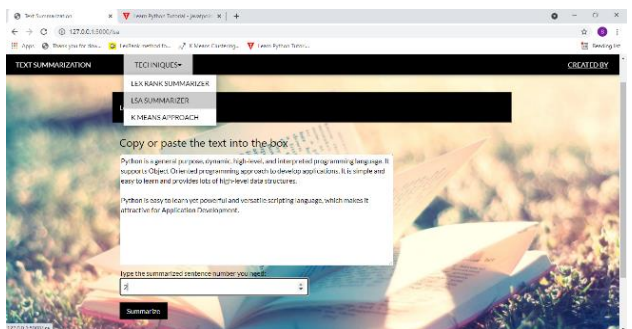 Text Summarization
Learn Python Tutorial - javatpoint
127.0.0.1:5000/lsa
Apps
Thank you for
LexRank method
K Means Clustering
Learn Python Tutor...
Reading list
TEXT SUMMARIZATION
TECHNIQUES
CREATED BY
LEX RANK SUMMARIZER
LSA SUMMARIZER
K MEANS APPROACH
Copy or paste the text into the box
Python is a general purpose, dynamic, high-level, and interpreted programming language. It
supports Object Oriented programming approach to develop applications. It is simple and
easy to learn and provides lots of high-level data structures.
Python is easy to learn yet powerful and versatile scripting language, which makes it
attractive for Application Development.
Type the summarized sentence number you need:
2
Summarize